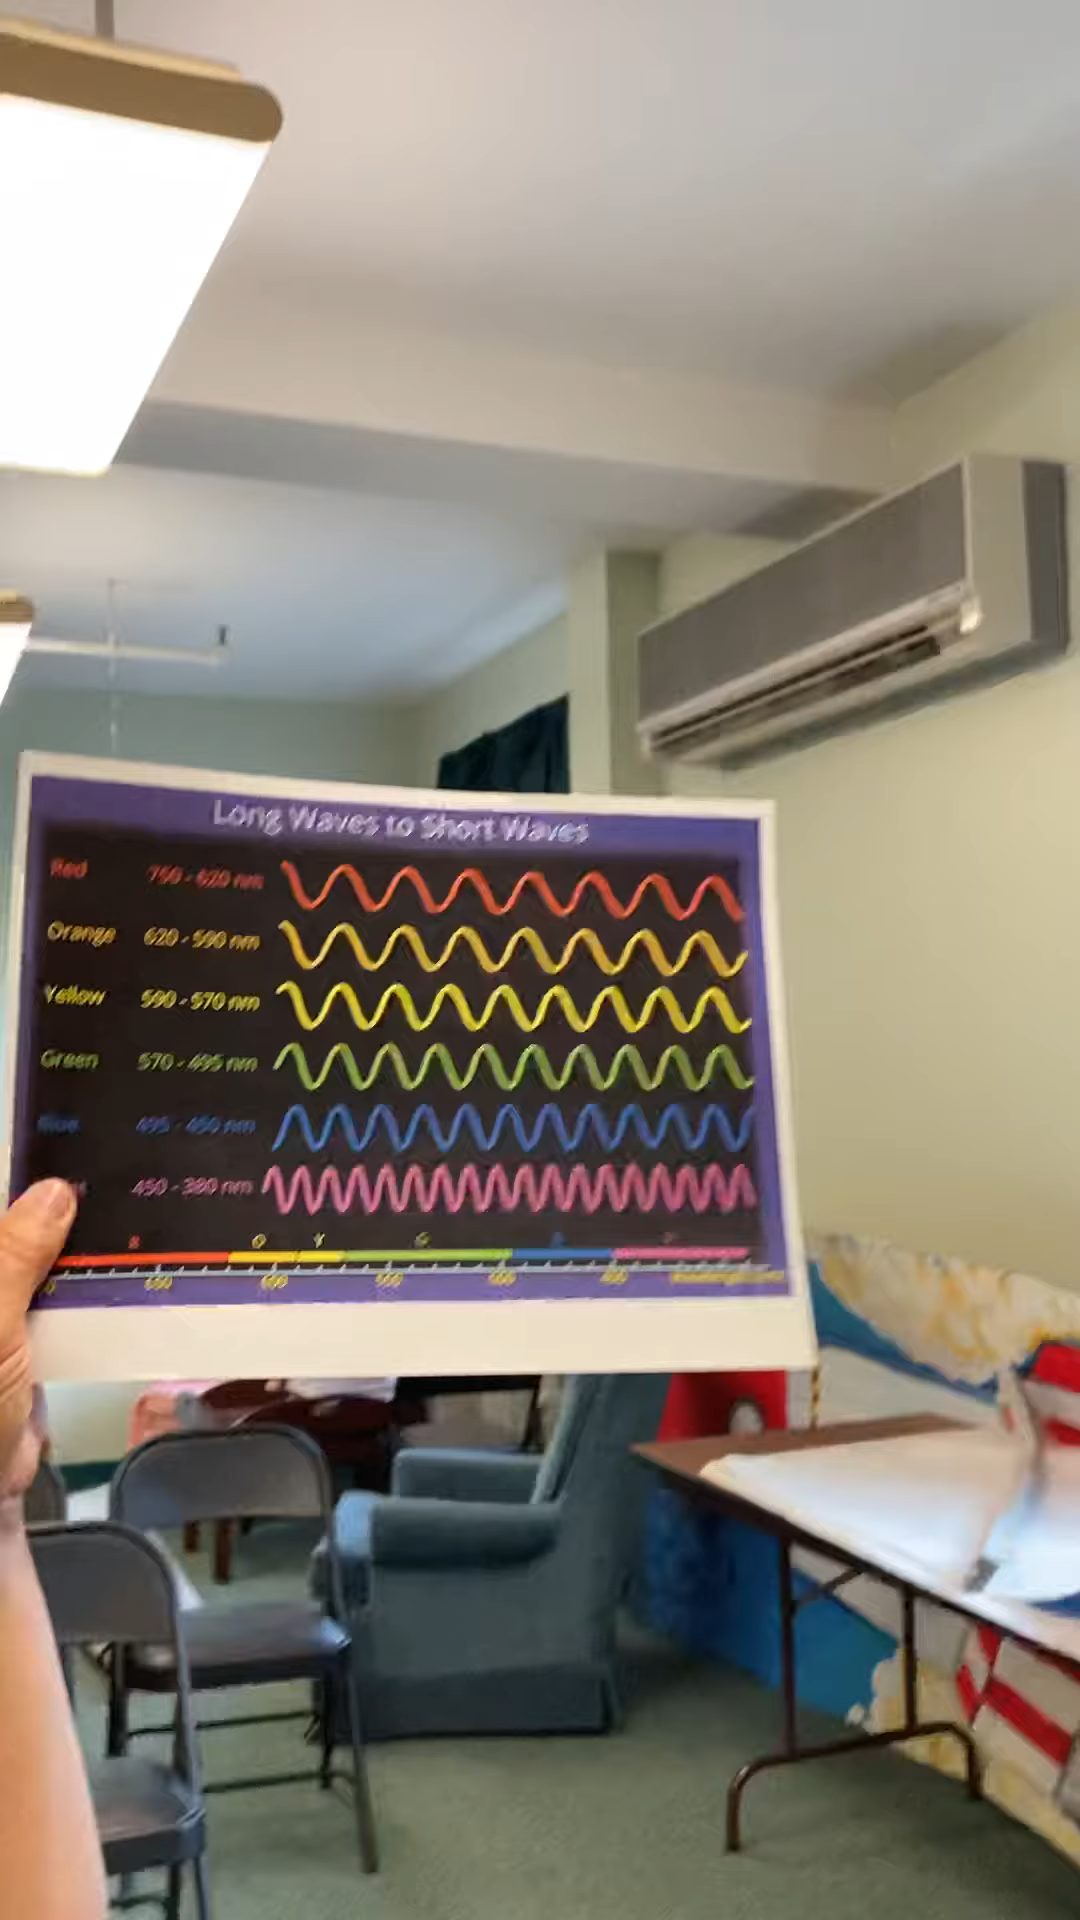 Long Waves to Short Waves
Red 750 - 620 nm
Orange 620 - 590 nm
Yellow 590 - 570 nm
Green 570 - 495 nm
Blue 495 - 450 nm
450 - 380 nm
R O Y G